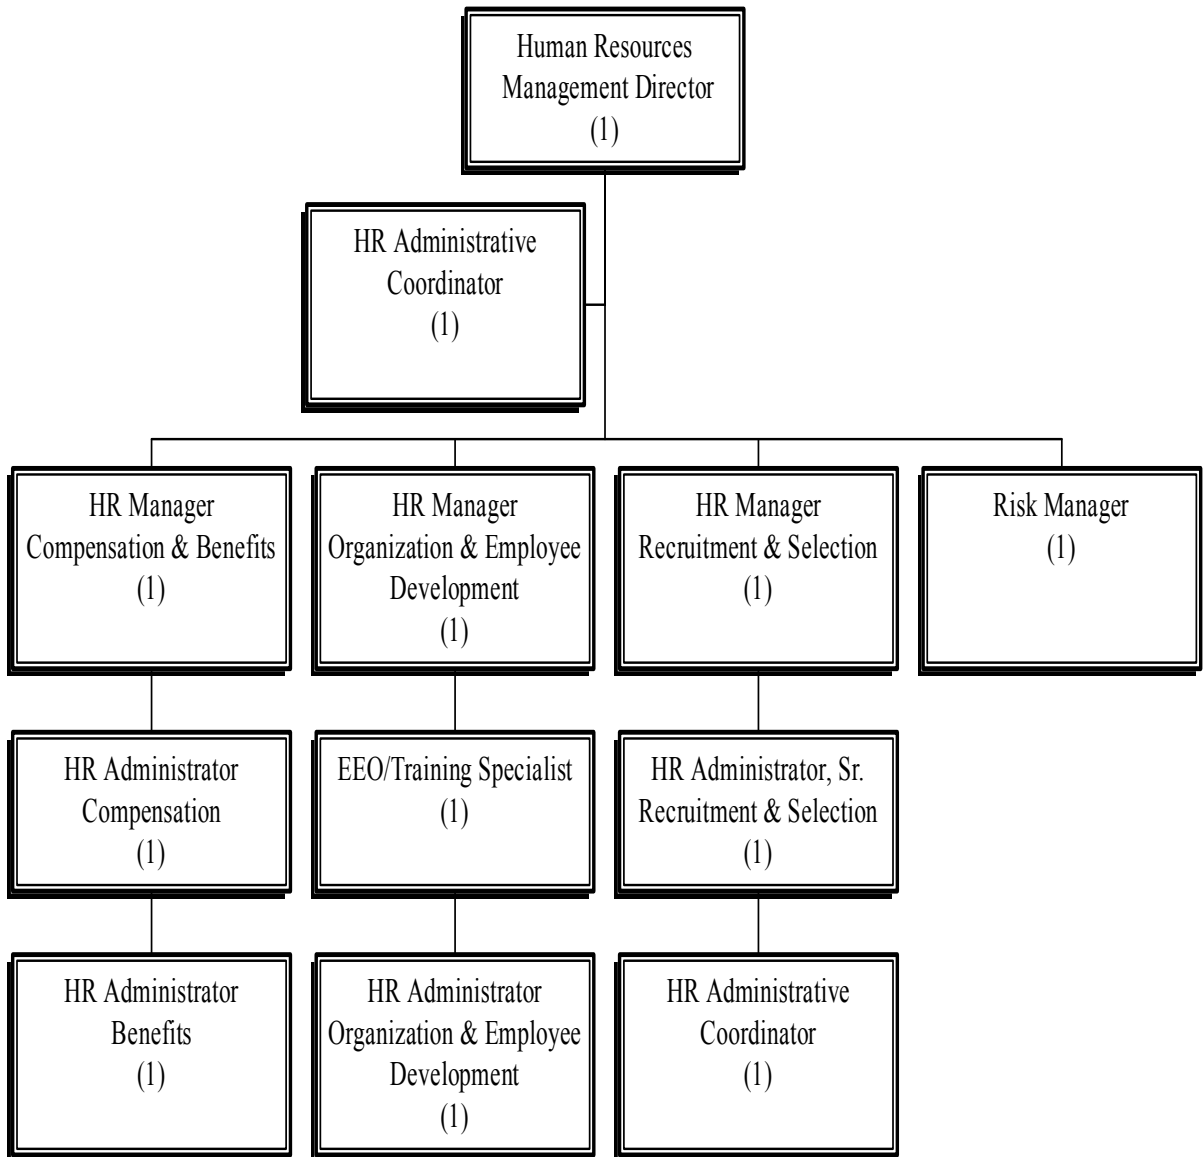 Human Resources
Management Director
(1)
HR Administrative
Coordinator
(1)
HR Manager
Compensation & Benefits
(1)
HR Manager
Organization & Employee
Development
(1)
HR Manager
Recruitment & Selection
(1)
Risk Manager
(1)
HR Administrator
Compensation
(1)
EEO/Training Specialist
(1)
HR Administrator, Sr.
Recruitment & Selection
(1)
HR Administrator
Benefits
(1)
HR Administrator
Organization & Employee
Development
(1)
HR Administrative
Coordinator
(1)